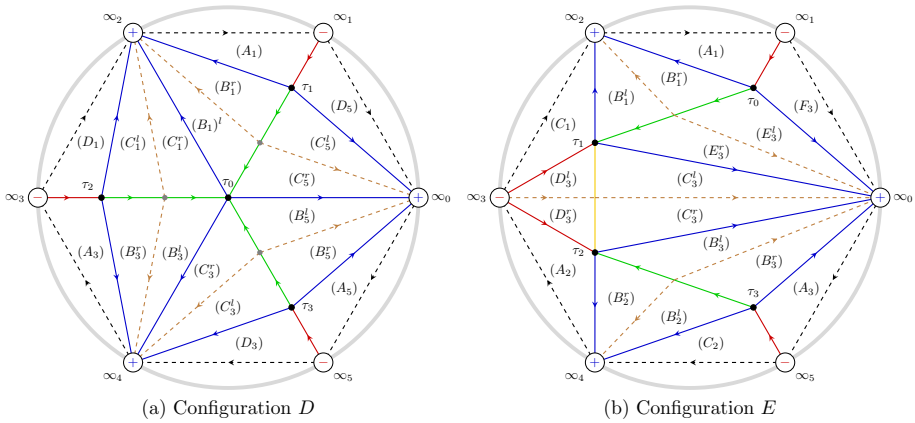 ∞₂ ∞₁ ∞₂ ∞₁
+ − + −
(A₁) (A₁)
(B₁ʳ) τ₁ (B₁ʳ) τ₀
(D₅) (F₃)
(B₁)ˡ (B₁ˡ)
(D₁) (C₁ˡ) (C₁ʳ) (C₅ˡ) (C₁) (E₃ˡ)
τ₁ (E₃ʳ)
∞₃ τ₂ τ₀ (C₅ʳ) ∞₀ ∞₃ (D₃ˡ) (C₃ˡ) ∞₀
− + − +
(B₅ˡ) (D₃ʳ) (C₃ʳ)
(A₃) (B₃ʳ) (B₃ˡ) (B₅ʳ) τ₂ (B₃ˡ)
(C₃ʳ) (A₂) (B₃ʳ)
(C₃ˡ) τ₃ (A₅) (B₂ʳ) τ₃ (A₃)
(B₂ˡ)
(D₃) (C₂)
+ − + −
∞₄ ∞₅ ∞₄ ∞₅
(a) Configuration D (b) Configuration E